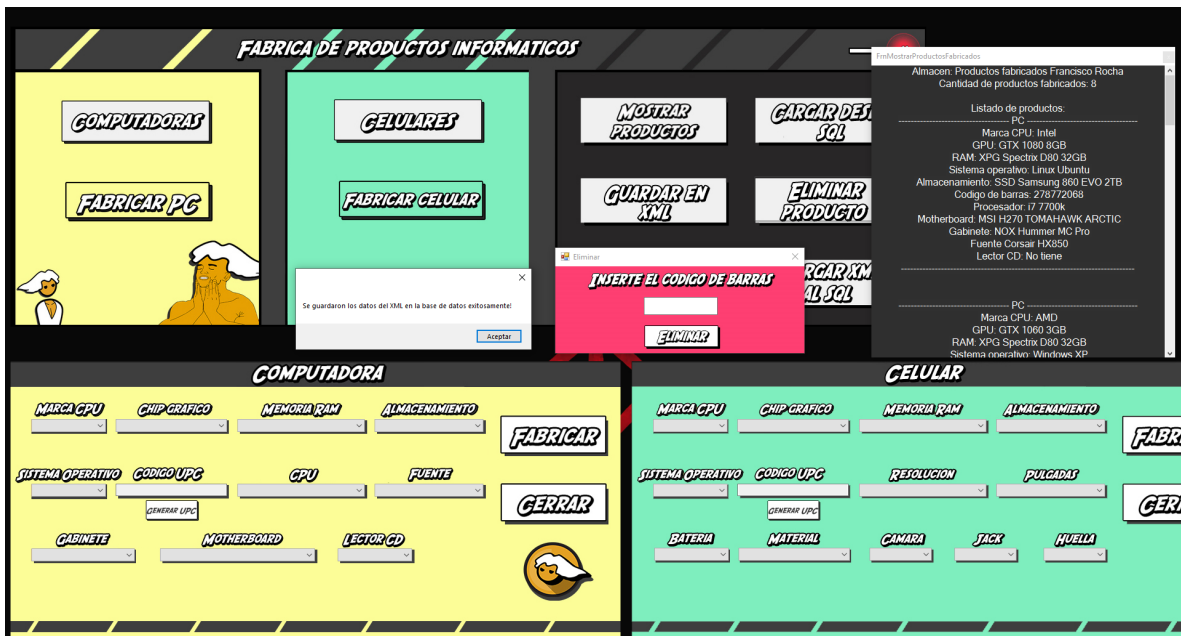 FABRICA DE PRODUCTOS INFORMATICOS
COMPUTADORAS
FABRICAR PC
CELULARES
FABRICAR CELULAR
MOSTRAR
PRODUCTOS
CARGAR DES
SQL
GUARDAR EN
XML
ELIMINAR
PRODUCTO
RGAR XM
AL SQL
FrmMostrarProductosFabricados
Almacen: Productos fabricados Francisco Rocha
Cantidad de productos fabricados: 8
Listado de productos:
---------- PC ----------
Marca CPU: Intel
GPU: GTX 1080 8GB
RAM: XPG Spectrix D80 32GB
Sistema operativo: Linux Ubuntu
Almacenamiento: SSD Samsung 860 EVO 2TB
Codigo de barras: 278772068
Procesador: i7 7700k
Motherboard: MSI H270 TOMAHAWK ARCTIC
Gabinete: NOX Hummer MC Pro
Fuente Corsair HX850
Lector CD: No tiene
---------- PC ----------
Marca CPU: AMD
GPU: GTX 1060 3GB
RAM: XPG Spectrix D80 32GB
Sistema operativo: Windows XP
Se guardaron los datos del XML en la base de datos exitosamente!
Aceptar
Eliminar
INSERTE EL CODIGO DE BARRAS
ELIMINAR
COMPUTADORA
MARCA CPU CHIP GRAFICO MEMORIA RAM ALMACENAMIENTO
FABRICAR
SISTEMA OPERATIVO CODIGO UPC CPU FUENTE
GENERAR UPC
CERRAR
GABINETE MOTHERBOARD LECTOR CD
CELULAR
MARCA CPU CHIP GRAFICO MEMORIA RAM ALMACENAMIENTO
FABR
SISTEMA OPERATIVO CODIGO UPC RESOLUCION PULGADAS
GENERAR UPC
CERR
BATERIA MATERIAL CAMARA JACK HUELLA